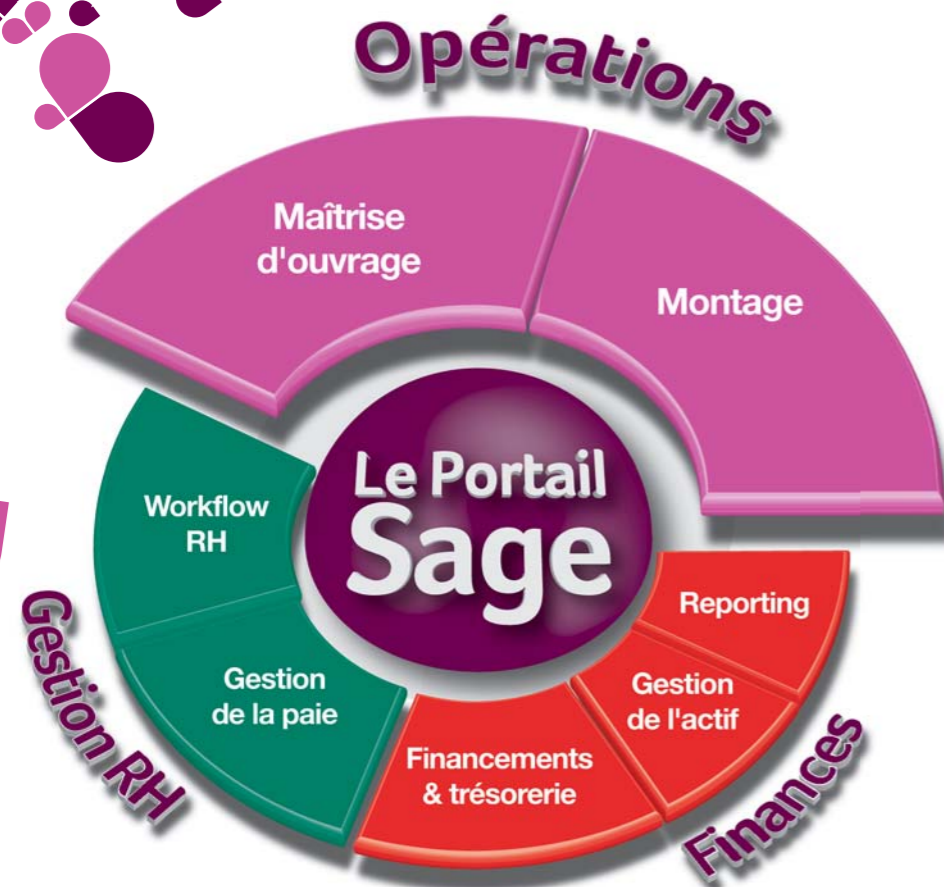 Opérations
Maîtrise
d'ouvrage
Montage
Le Portail
Sage
Workflow
RH
Gestion
de la paie
Gestion RH
Reporting
Gestion
de l'actif
Financements
& trésorerie
Finances